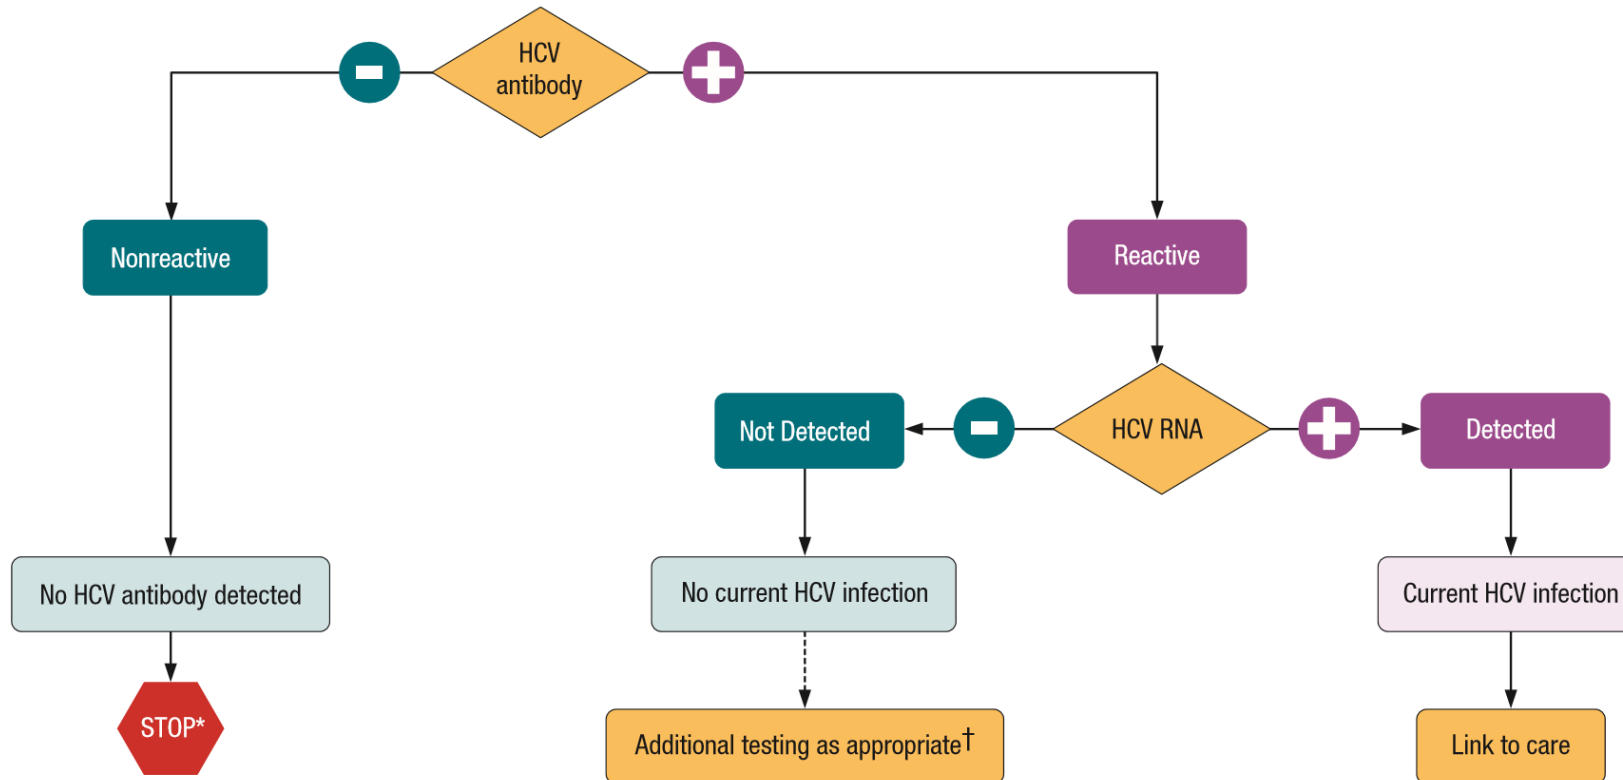 HCV
antibody
Nonreactive
Reactive
Not Detected
HCV RNA
Detected
No HCV antibody detected
No current HCV infection
Current HCV infection
STOP*
Additional testing as appropriate†
Link to care